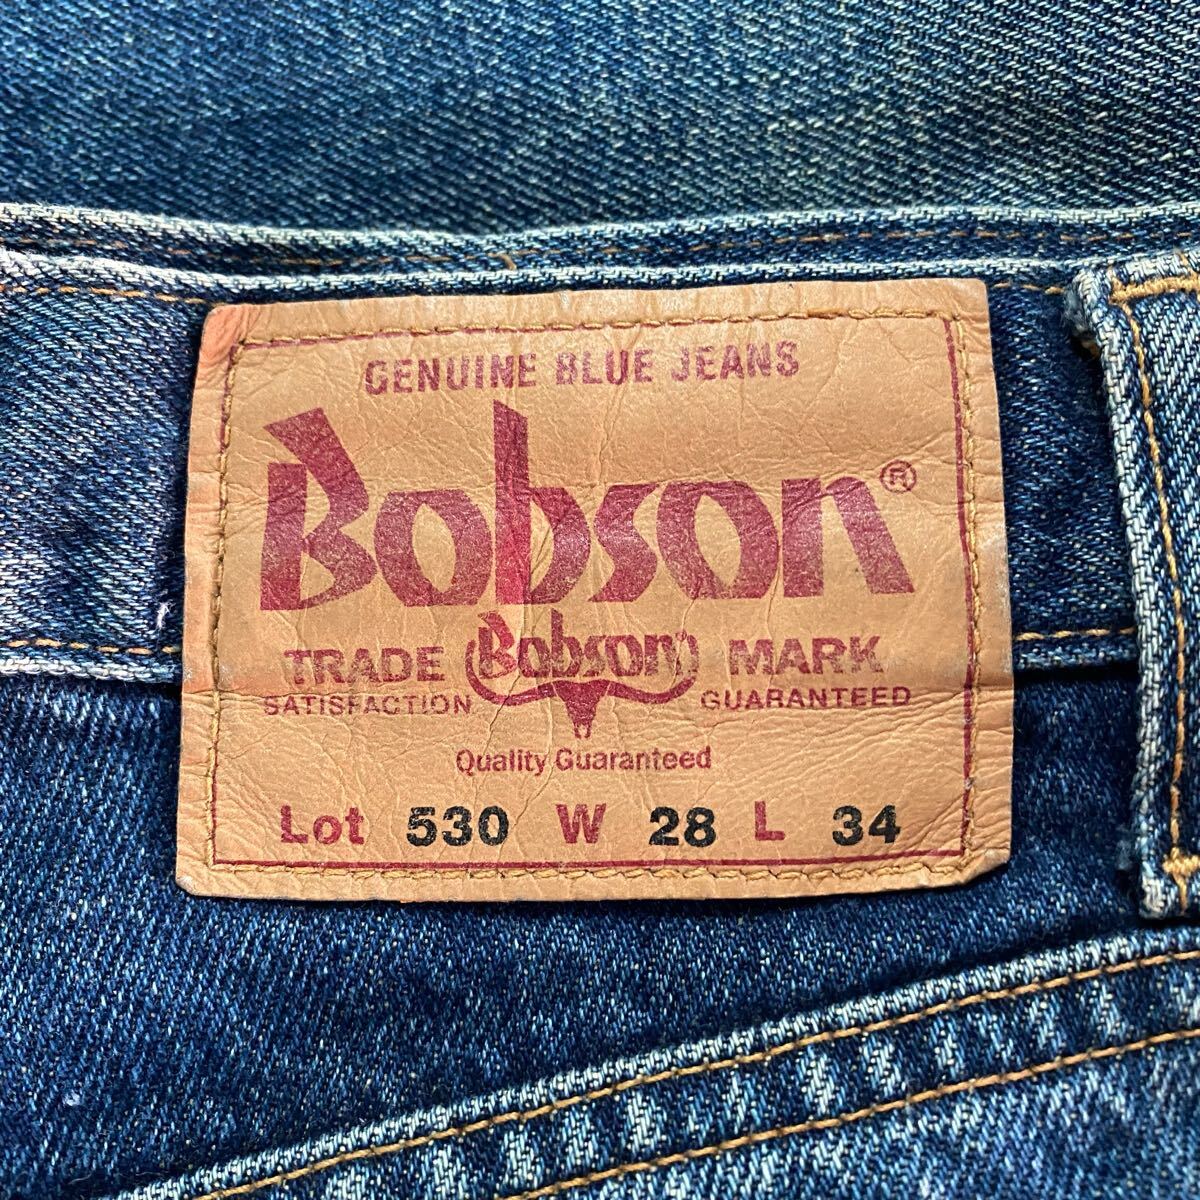 GENUINE BLUE JEANS
Bobson®
TRADE Bobson MARK
SATISFACTION GUARANTEED
Quality Guaranteed
Lot 530 W 28 L 34